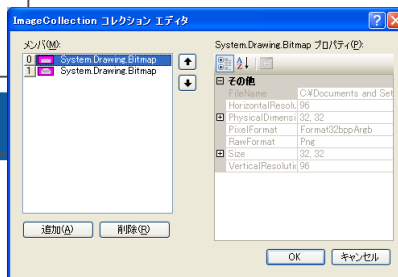 ImageCollection コレクション エディタ
メンバ(M):
0 System.Drawing.Bitmap
1 System.Drawing.Bitmap
追加(A)
削除(R)
System.Drawing.Bitmap プロパティ(P):
その他
FileName C:¥Documents and Set
HorizontalResolu 96
PhysicalDimensi 32, 32
PixelFormat Format32bppArgb
RawFormat Png
Size 32, 32
VerticalResolutio 96
OK
キャンセル